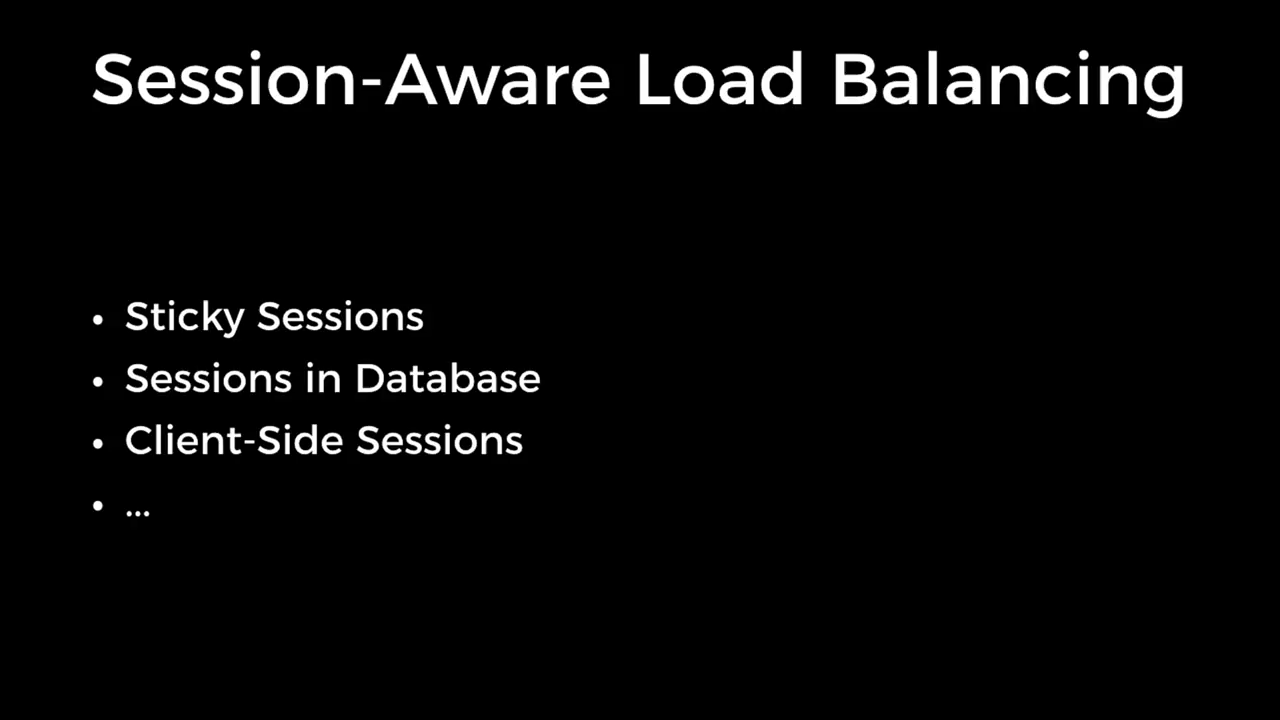 Session-Aware Load Balancing
• Sticky Sessions
• Sessions in Database
• Client-Side Sessions
• ...